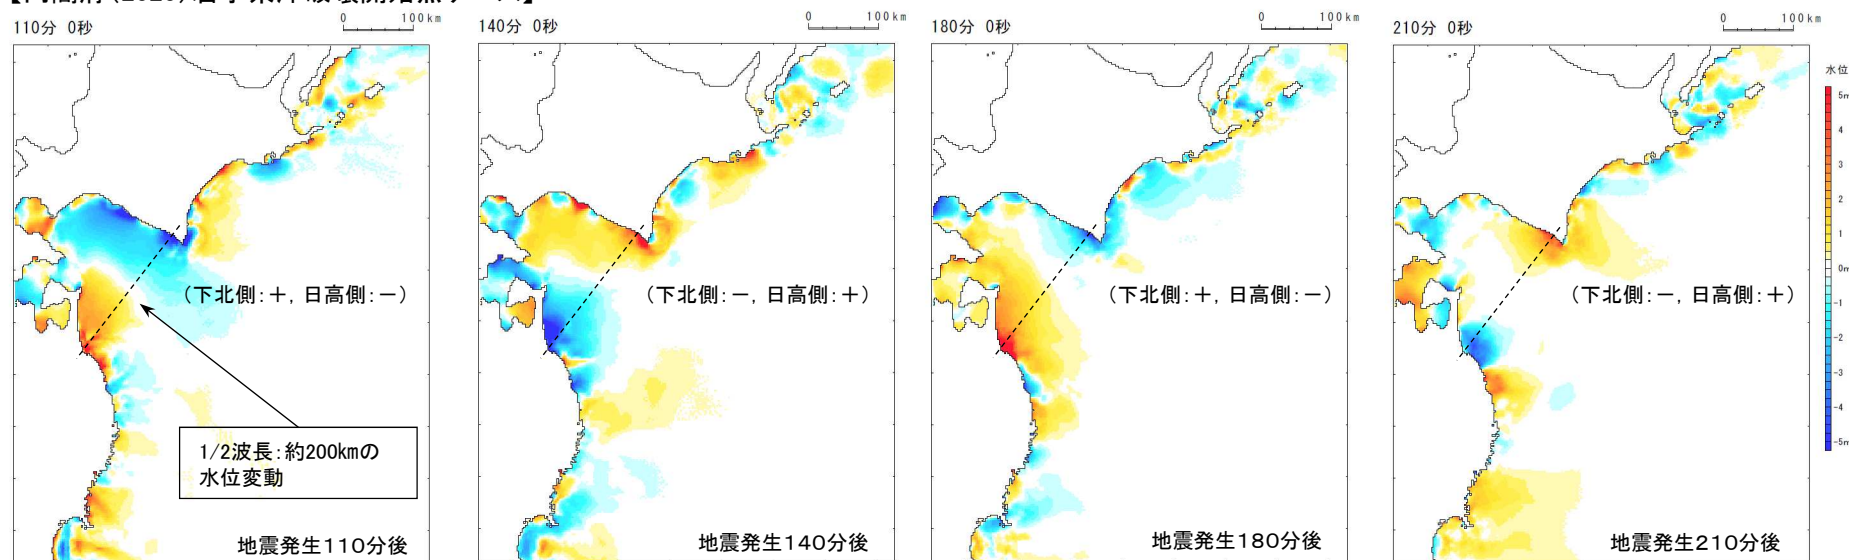 0 100km
110分 0秒
(下北側:+, 日高側:−)
1/2波長:約200kmの
水位変動
地震発生110分後
0 100km
140分 0秒
(下北側:−, 日高側:+)
地震発生140分後
0 100km
180分 0秒
(下北側:+, 日高側:−)
地震発生180分後
0 100km
210分 0秒
(下北側:−, 日高側:+)
地震発生210分後
水位
5m
4
3
2
1
0m
-1
-2
-3
-4
-5m